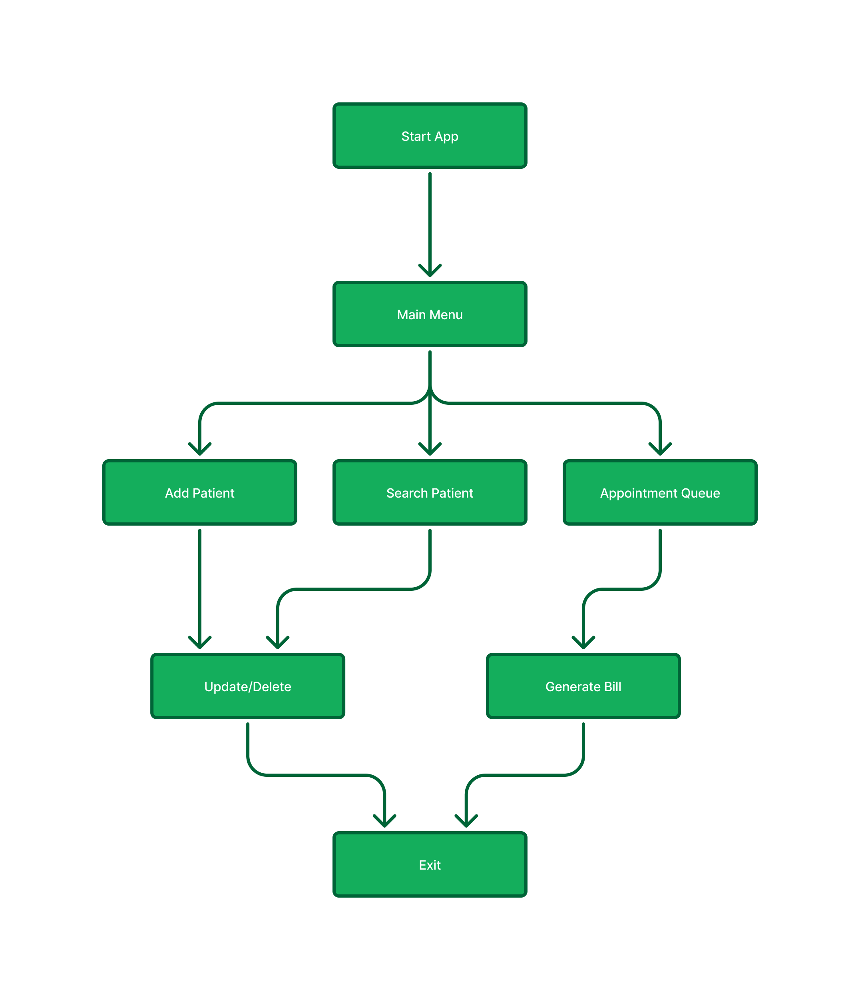 Start App
Main Menu
Add Patient
Search Patient
Appointment Queue
Update/Delete
Generate Bill
Exit